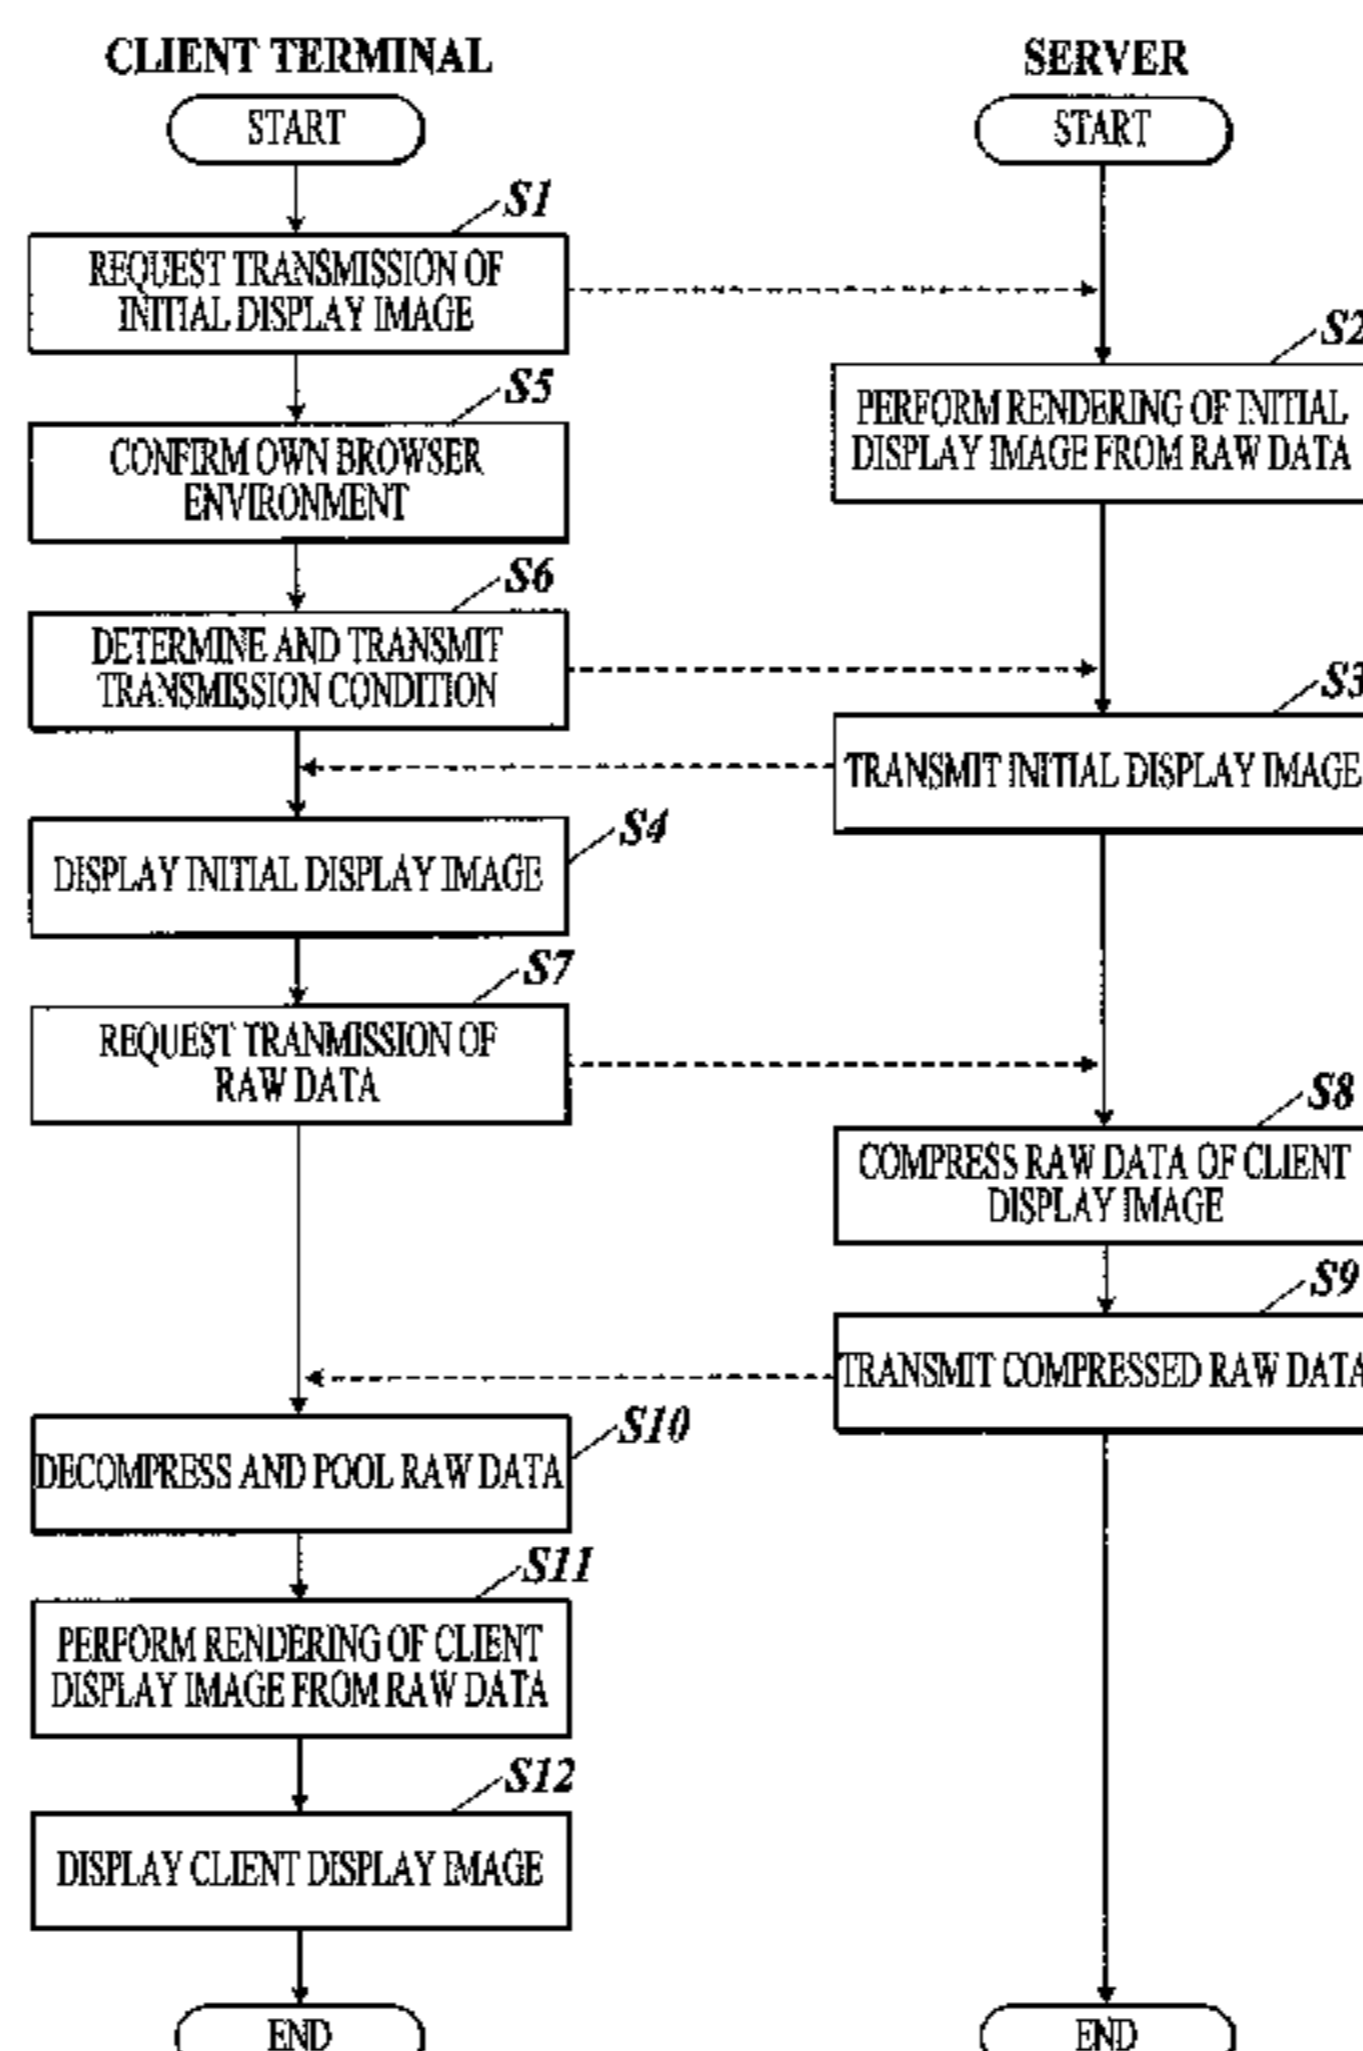 CLIENT TERMINAL
SERVER
START
START
S1
REQUEST TRANSMISSION OF
INITIAL DISPLAY IMAGE
S2
PERFORM RENDERING OF INITIAL
DISPLAY IMAGE FROM RAW DATA
S5
CONFIRM OWN BROWSER
ENVIRONMENT
S6
DETERMINE AND TRANSMIT
TRANSMISSION CONDITION
S3
TRANSMIT INITIAL DISPLAY IMAGE
S4
DISPLAY INITIAL DISPLAY IMAGE
S7
REQUEST TRANMISSION OF
RAW DATA
S8
COMPRESS RAW DATA OF CLIENT
DISPLAY IMAGE
S9
TRANSMIT COMPRESSED RAW DATA
S10
DECOMPRESS AND POOL RAW DATA
S11
PERFORM RENDERING OF CLIENT
DISPLAY IMAGE FROM RAW DATA
S12
DISPLAY CLIENT DISPLAY IMAGE
END
END